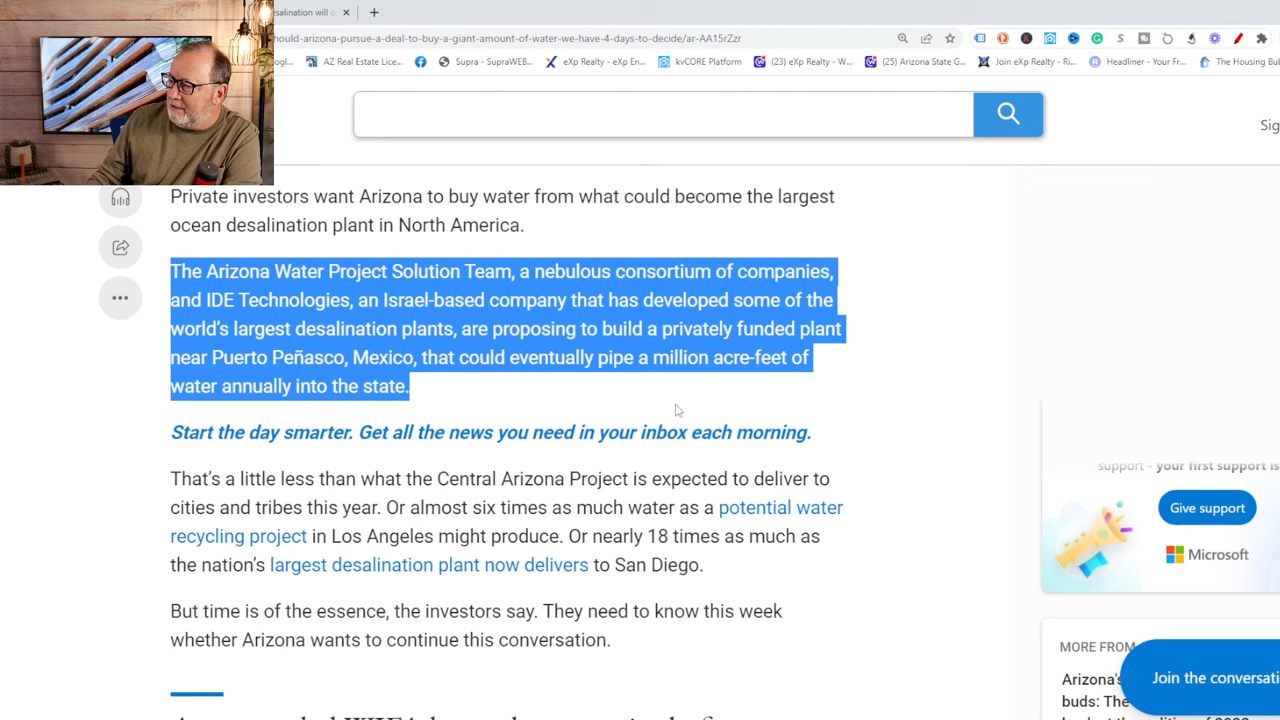 esalination will c
hould-arizona-pursue-a-deal-to-buy-a-giant-amount-of-water-we-have-4-days-to-decide/ar-AA15rZzr
AZ Real Estate Lice... Supra - SupraWEB... eXp Realty - eXp En... kvCORE Platform (23) eXp Realty - W... (25) Arizona State G... Join eXp Realty - Ri... Headliner - Your Fr... The Housing Bub
Sig
Private investors want Arizona to buy water from what could become the largest
ocean desalination plant in North America.
The Arizona Water Project Solution Team, a nebulous consortium of companies,
and IDE Technologies, an Israel-based company that has developed some of the
world's largest desalination plants, are proposing to build a privately funded plant
near Puerto Peñasco, Mexico, that could eventually pipe a million acre-feet of
water annually into the state.
Start the day smarter. Get all the news you need in your inbox each morning.
That's a little less than what the Central Arizona Project is expected to deliver to
cities and tribes this year. Or almost six times as much water as a potential water
recycling project in Los Angeles might produce. Or nearly 18 times as much as
the nation's largest desalination plant now delivers to San Diego.
But time is of the essence, the investors say. They need to know this week
whether Arizona wants to continue this conversation.
support - your first support is
Give support
Microsoft
MORE FROM
Arizona's
buds: The
Join the conversati